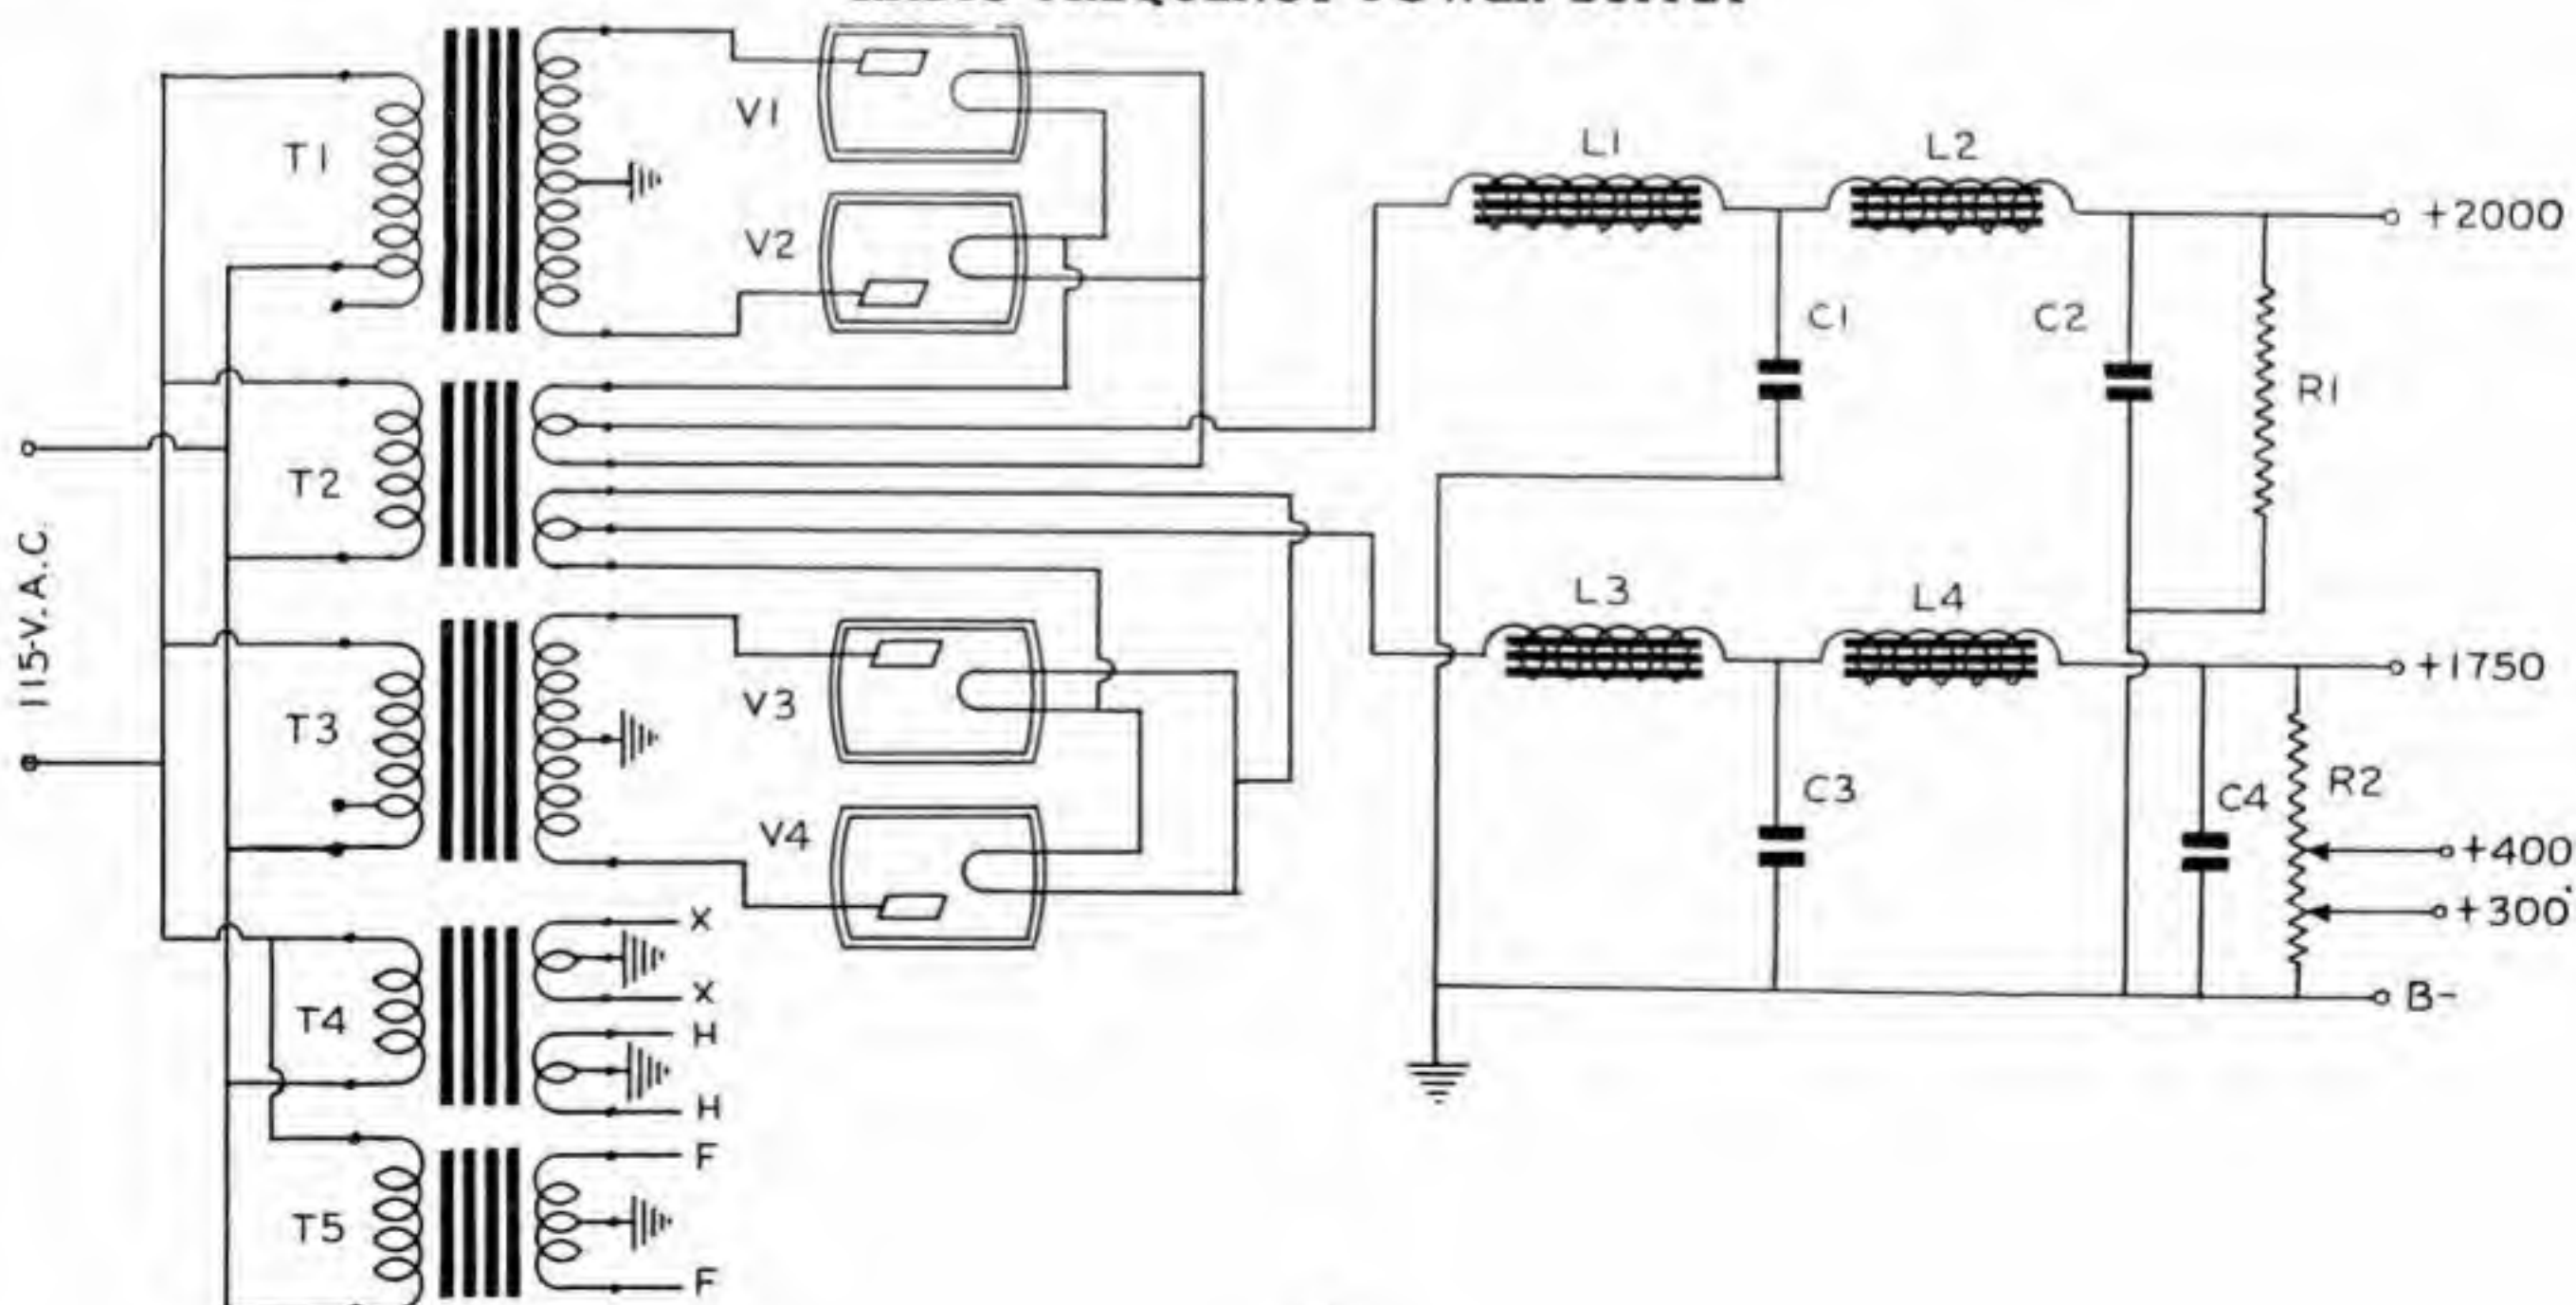 T1
V1
V2
L1
L2
+2000
C1
C2
R1
T2
115-V.A.C.
L3
L4
+1750
T3
V3
V4
C3
C4
R2
+400
+300
B-
T4
X
X
H
H
T5
F
F